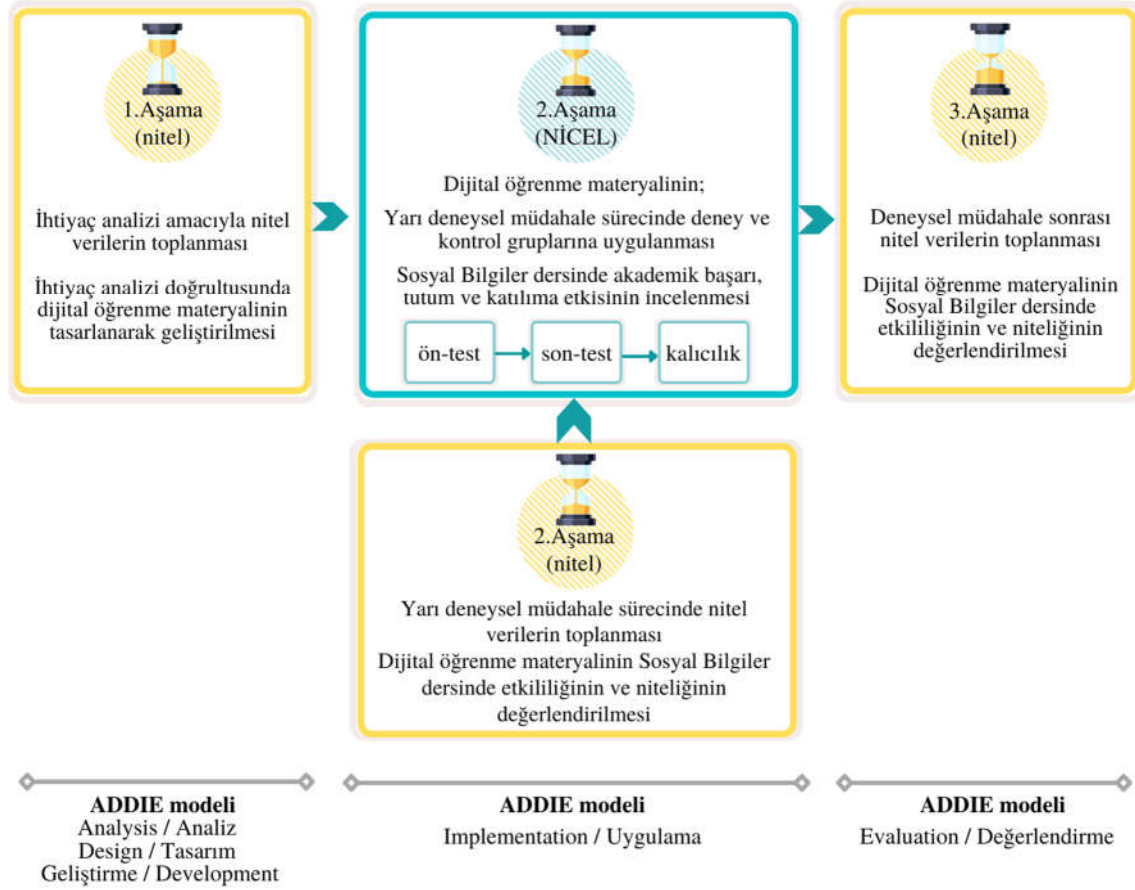 1.Aşama
(nitel)
İhtiyaç analizi amacıyla nitel
verilerin toplanması
İhtiyaç analizi doğrultusunda
dijital öğrenme materyalinin
tasarlanarak geliştirilmesi
2.Aşama
(NİCEL)
Dijital öğrenme materyalinin;
Yarı deneysel müdahale sürecinde deney ve
kontrol gruplarına uygulanması
Sosyal Bilgiler dersinde akademik başarı,
tutum ve katılıma etkisinin incelenmesi
ön-test
son-test
kalıcılık
3.Aşama
(nitel)
Deneysel müdahale sonrası
nitel verilerin toplanması
Dijital öğrenme materyalinin
Sosyal Bilgiler dersinde
etkililiğinin ve niteliğinin
değerlendirilmesi
2.Aşama
(nitel)
Yarı deneysel müdahale sürecinde nitel
verilerin toplanması
Dijital öğrenme materyalinin Sosyal Bilgiler
dersinde etkililiğinin ve niteliğinin
değerlendirilmesi
ADDIE modeli
Analysis / Analiz
Design / Tasarım
Geliştirme / Development
ADDIE modeli
Implementation / Uygulama
ADDIE modeli
Evaluation / Değerlendirme